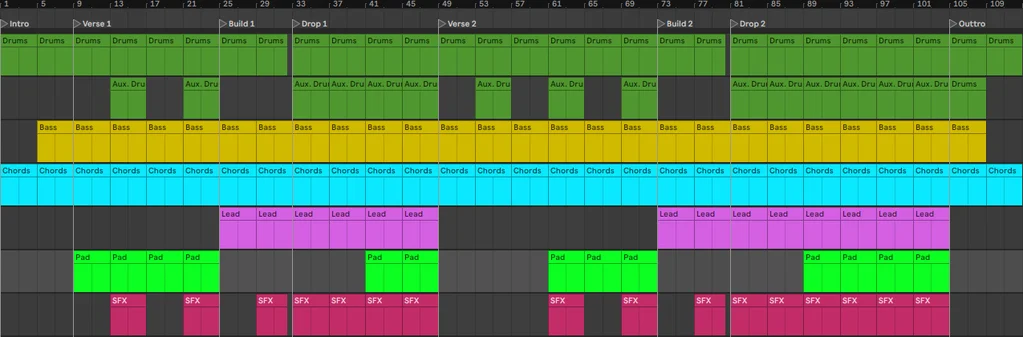 1 5 9 13 17 21 25 29 33 37 41 45 49 53 57 61 65 69 73 77 81 85 89 93 97 101 105 109
Intro Verse 1 Build 1 Drop 1 Verse 2 Build 2 Drop 2 Outtro
Drums Drums Drums Drums Drums Drums Drums Drums Drums Drums Drums Drums Drums Drums Drums Drums Drums Drums Drums Drums Drums Drums Drums Drums Drums Drums Drums Drums
Aux. Dru Aux. Dru Aux. Dru Aux. Dru Aux. Dru Aux. Dru Aux. Dru Aux. Dru Aux. Dru Aux. Dru Aux. Dru Aux. Dru Aux. Dru Aux. Dru Aux. Dru Drums
Bass Bass Bass Bass Bass Bass Bass Bass Bass Bass Bass Bass Bass Bass Bass Bass Bass Bass Bass Bass Bass Bass Bass Bass Bass Bass
Chords Chords Chords Chords Chords Chords Chords Chords Chords Chords Chords Chords Chords Chords Chords Chords Chords Chords Chords Chords Chords Chords Chords Chords Chords Chords Chords Chords
Lead Lead Lead Lead Lead Lead Lead Lead Lead Lead Lead Lead Lead Lead
Pad Pad Pad Pad Pad Pad Pad Pad Pad Pad Pad Pad Pad
SFX SFX SFX SFX SFX SFX SFX SFX SFX SFX SFX SFX SFX SFX SFX SFX